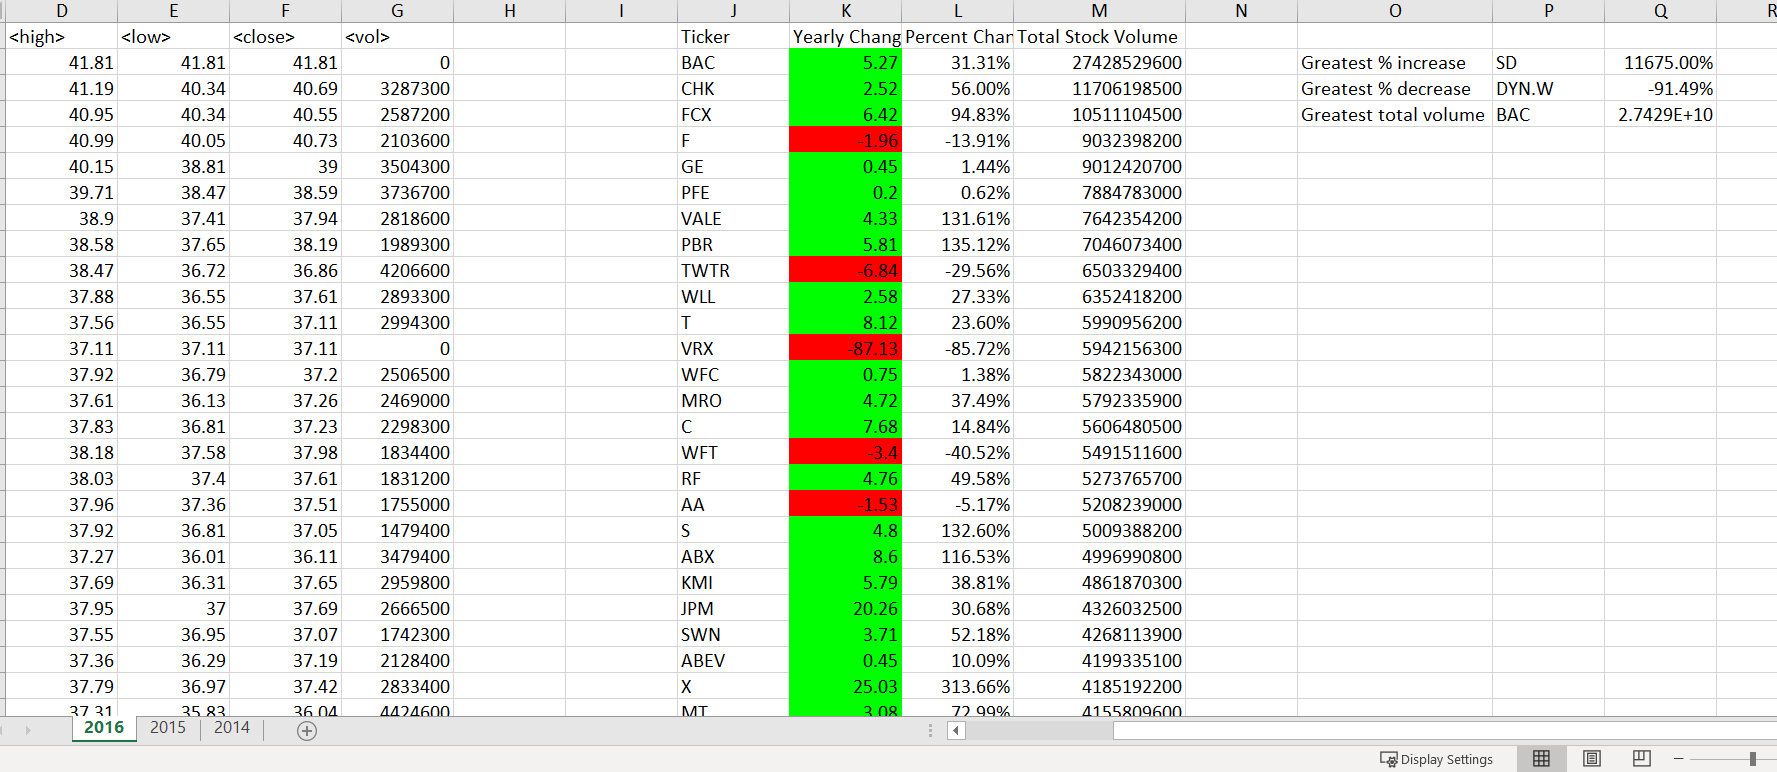 D E F G H I J K L M N O P Q R
<high> <low> <close> <vol> Ticker Yearly Chang Percent Char Total Stock Volume
41.81 41.81 41.81 0 BAC 5.27 31.31% 27428529600 Greatest % increase SD 11675.00%
41.19 40.34 40.69 3287300 CHK 2.52 56.00% 11706198500 Greatest % decrease DYN.W -91.49%
40.95 40.34 40.55 2587200 FCX 6.42 94.83% 10511104500 Greatest total volume BAC 2.7429E+10
40.99 40.05 40.73 2103600 F -1.96 -13.91% 9032398200
40.15 38.81 39 3504300 GE 0.45 1.44% 9012420700
39.71 38.47 38.59 3736700 PFE 0.2 0.62% 7884783000
38.9 37.41 37.94 2818600 VALE 4.33 131.61% 7642354200
38.58 37.65 38.19 1989300 PBR 5.81 135.12% 7046073400
38.47 36.72 36.86 4206600 TWTR -6.84 -29.56% 6503329400
37.88 36.55 37.61 2893300 WLL 2.58 27.33% 6352418200
37.56 36.55 37.11 2994300 T 8.12 23.60% 5990956200
37.11 37.11 37.11 0 VRX -87.13 -85.72% 5942156300
37.92 36.79 37.2 2506500 WFC 0.75 1.38% 5822343000
37.61 36.13 37.26 2469000 MRO 4.72 37.49% 5792335900
37.83 36.81 37.23 2298300 C 7.68 14.84% 5606480500
38.18 37.58 37.98 1834400 WFT -3.4 -40.52% 5491511600
38.03 37.4 37.61 1831200 RF 4.76 49.58% 5273765700
37.96 37.36 37.51 1755000 AA -1.53 -5.17% 5208239000
37.92 36.81 37.05 1479400 S 4.8 132.60% 5009388200
37.27 36.01 36.11 3479400 ABX 8.6 116.53% 4996990800
37.69 36.31 37.65 2959800 KMI 5.79 38.81% 4861870300
37.95 37 37.69 2666500 JPM 20.26 30.68% 4326032500
37.55 36.95 37.07 1742300 SWN 3.71 52.18% 4268113900
37.36 36.29 37.19 2128400 ABEV 0.45 10.09% 4199335100
37.79 36.97 37.42 2833400 X 25.03 313.66% 4185192200
37.31 35.83 36.04 4424600 MT 3.08 72.99% 4155809600
2016 2015 2014
Display Settings